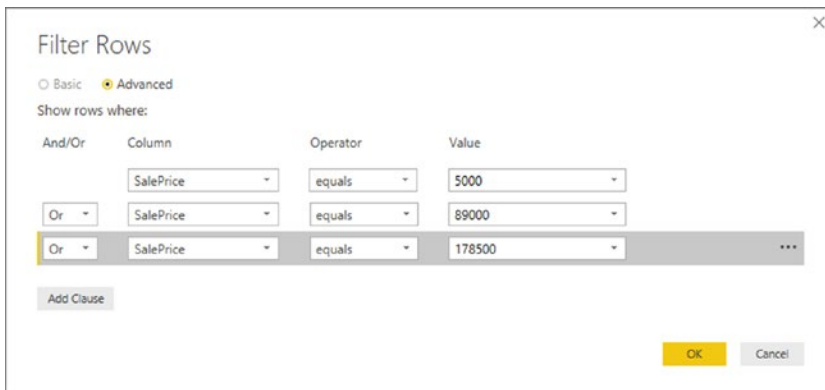 Filter Rows
Basic Advanced
Show rows where:
And/Or Column Operator Value
SalePrice equals 5000
Or SalePrice equals 89000
Or SalePrice equals 178500
Add Clause
OK Cancel